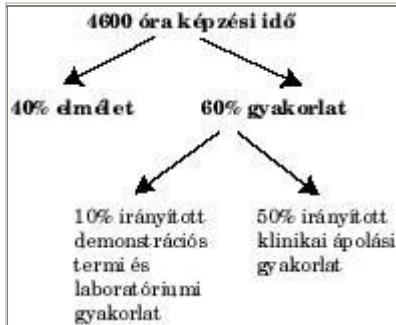 4600 óra képzési idő
40% elmélet
60% gyakorlat
10% irányított
demonstrációs
termi és
laboratóriumi
gyakorlat
50% irányított
klinikai ápolási
gyakorlat